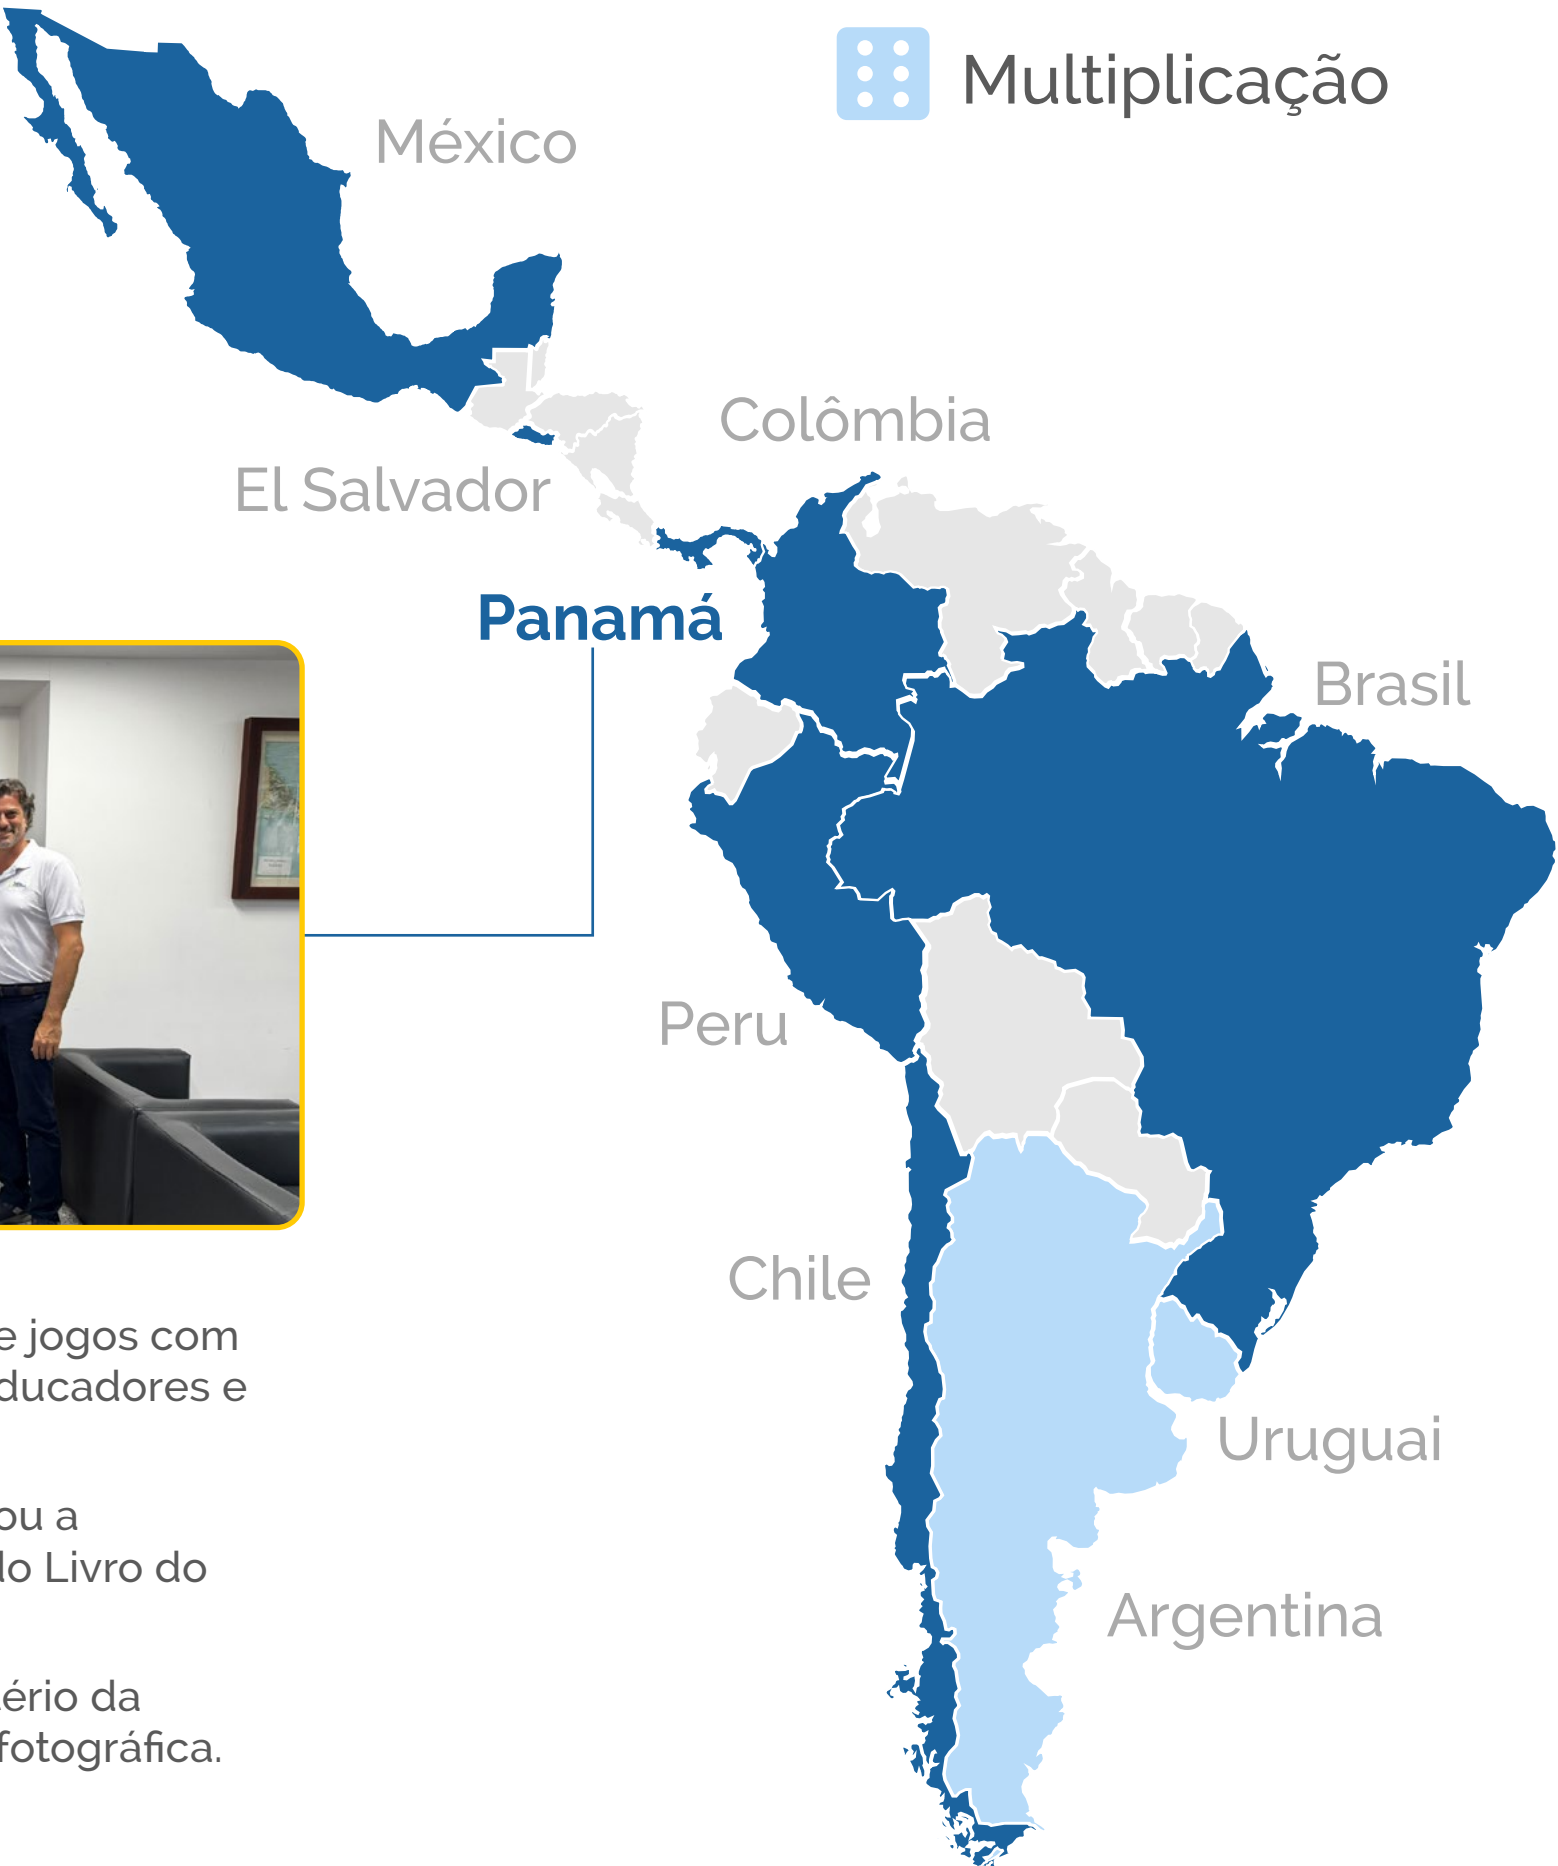 Multiplicação
México
Colômbia
El Salvador
Panamá
Brasil
Peru
Chile
e jogos com
ducadores e
Uruguai
ou a
do Livro do
Argentina
ério da
fotográfica.